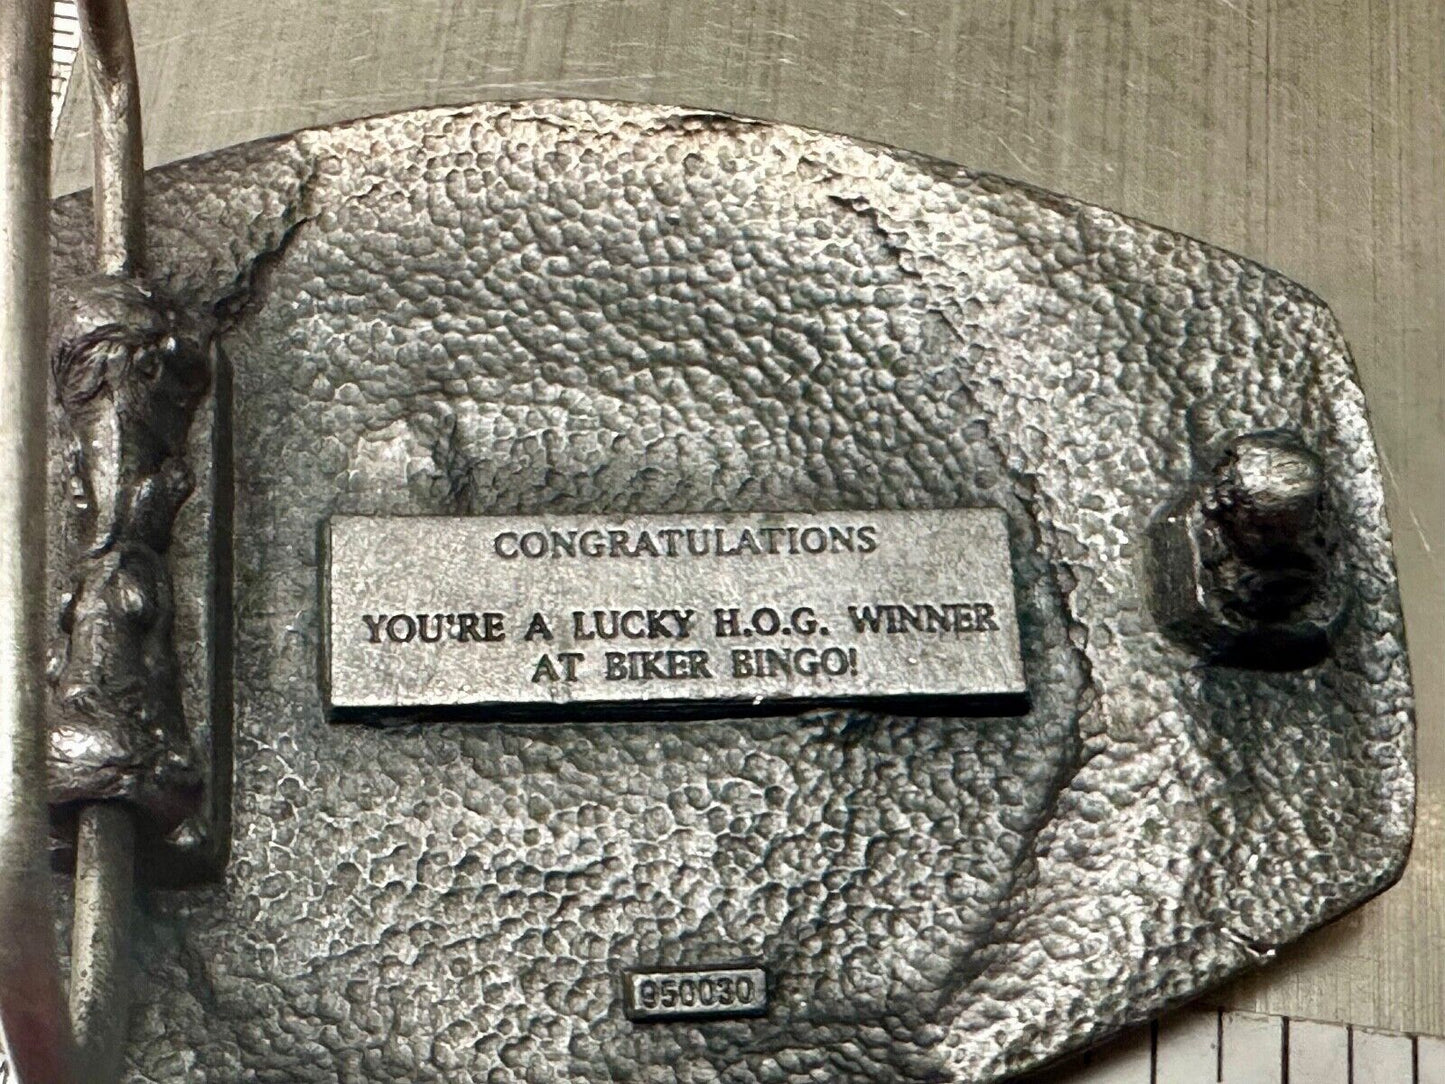 CONGRATULATIONS
YOU'RE A LUCKY H.O.G. WINNER
AT BIKER BINGO!
950030